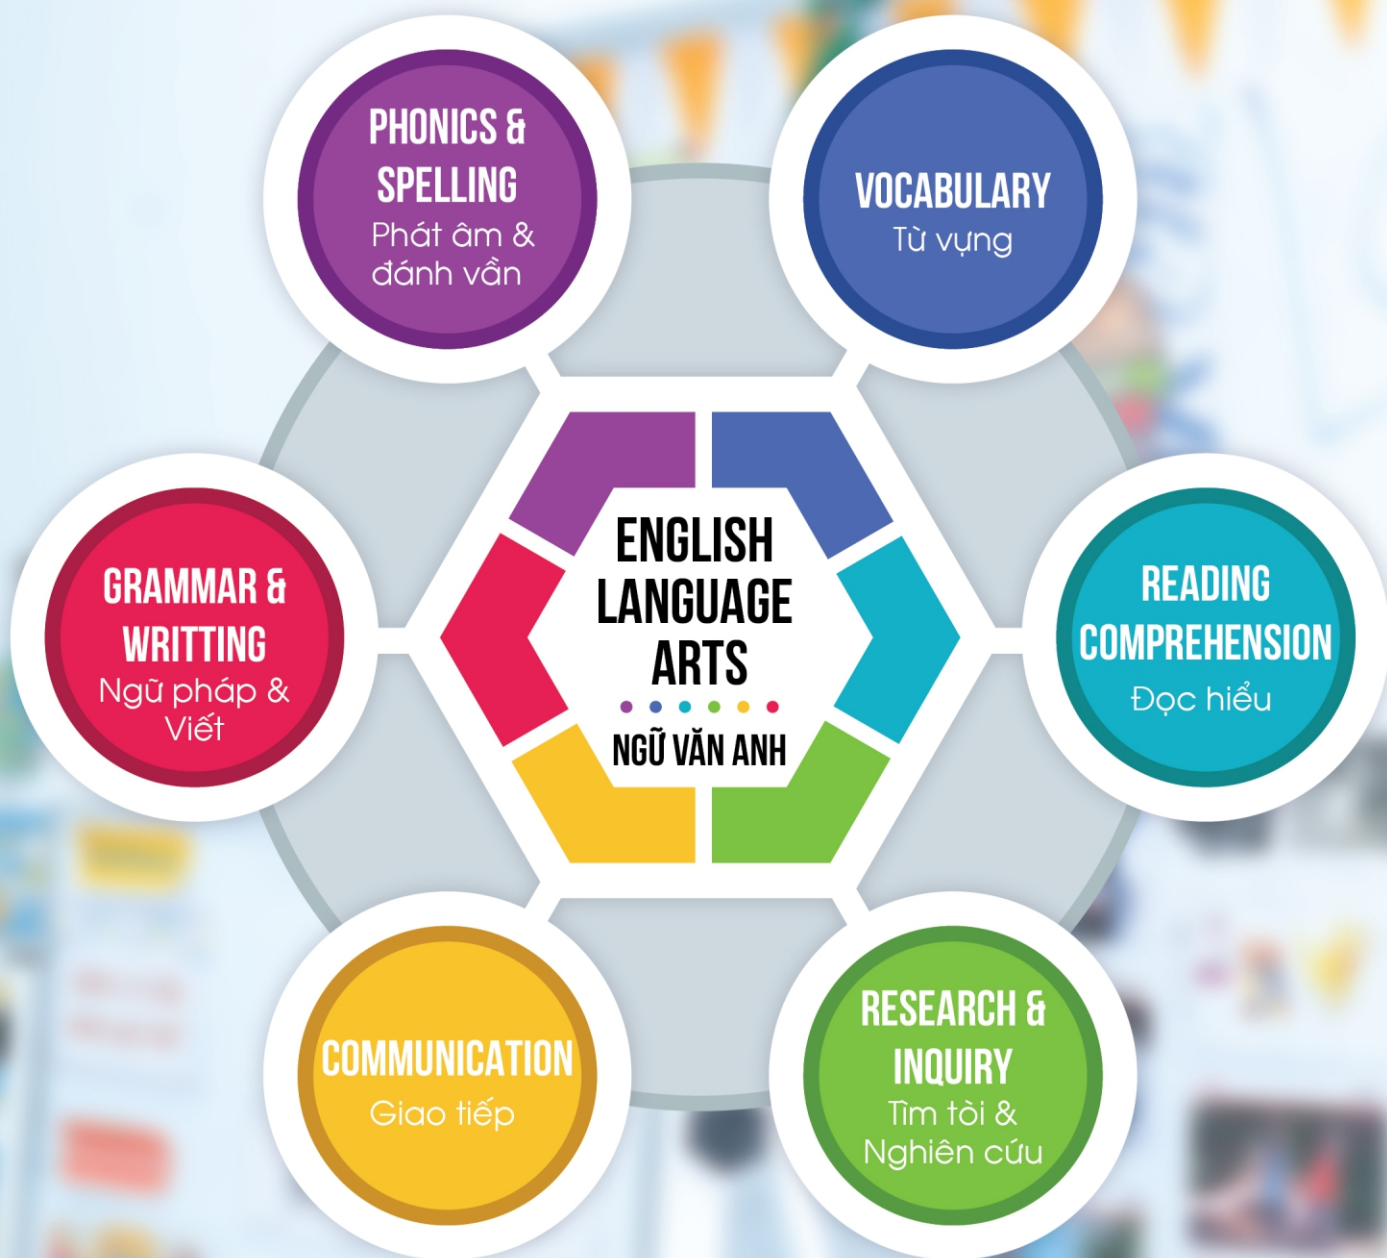 PHONICS &
SPELLING
Phát âm &
đánh vần
VOCABULARY
Từ vựng
GRAMMAR &
WRITTING
Ngữ pháp &
Viết
ENGLISH
LANGUAGE
ARTS
NGỮ VĂN ANH
READING
COMPREHENSION
Đọc hiểu
COMMUNICATION
Giao tiếp
RESEARCH &
INQUIRY
Tìm tòi &
Nghiên cứu